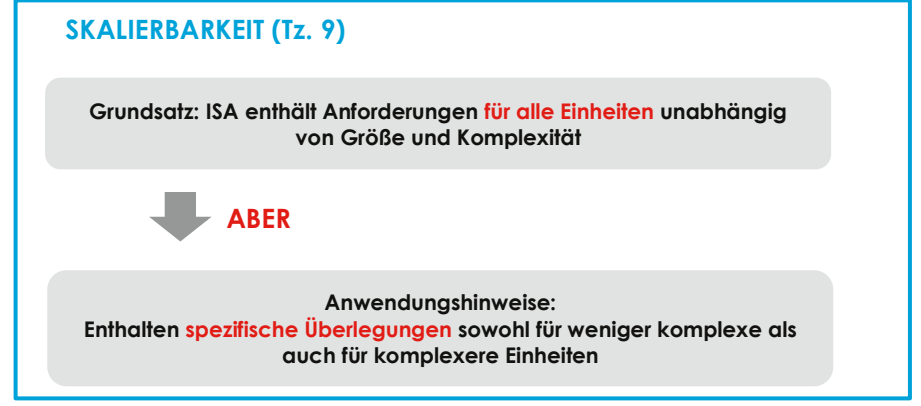 SKALIERBARKEIT (Tz. 9)
Grundsatz: ISA enthält Anforderungen für alle Einheiten unabhängig
von Größe und Komplexität
ABER
Anwendungshinweise:
Enthalten spezifische Überlegungen sowohl für weniger komplexe als
auch für komplexere Einheiten